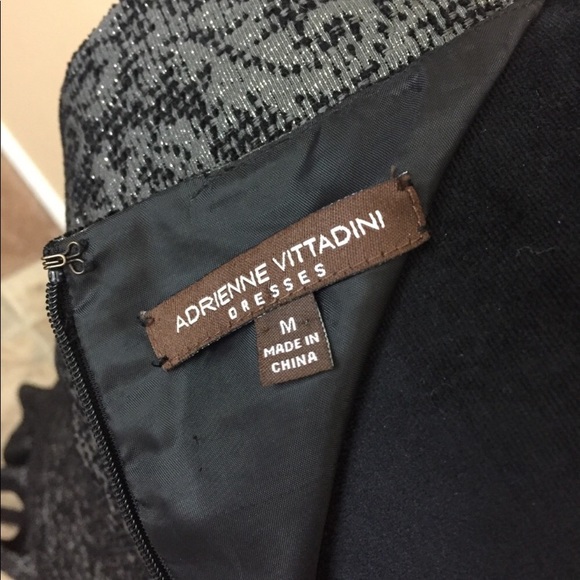 ADRIENNE VITTADINI
DRESSES
M
MADE IN
CHINA